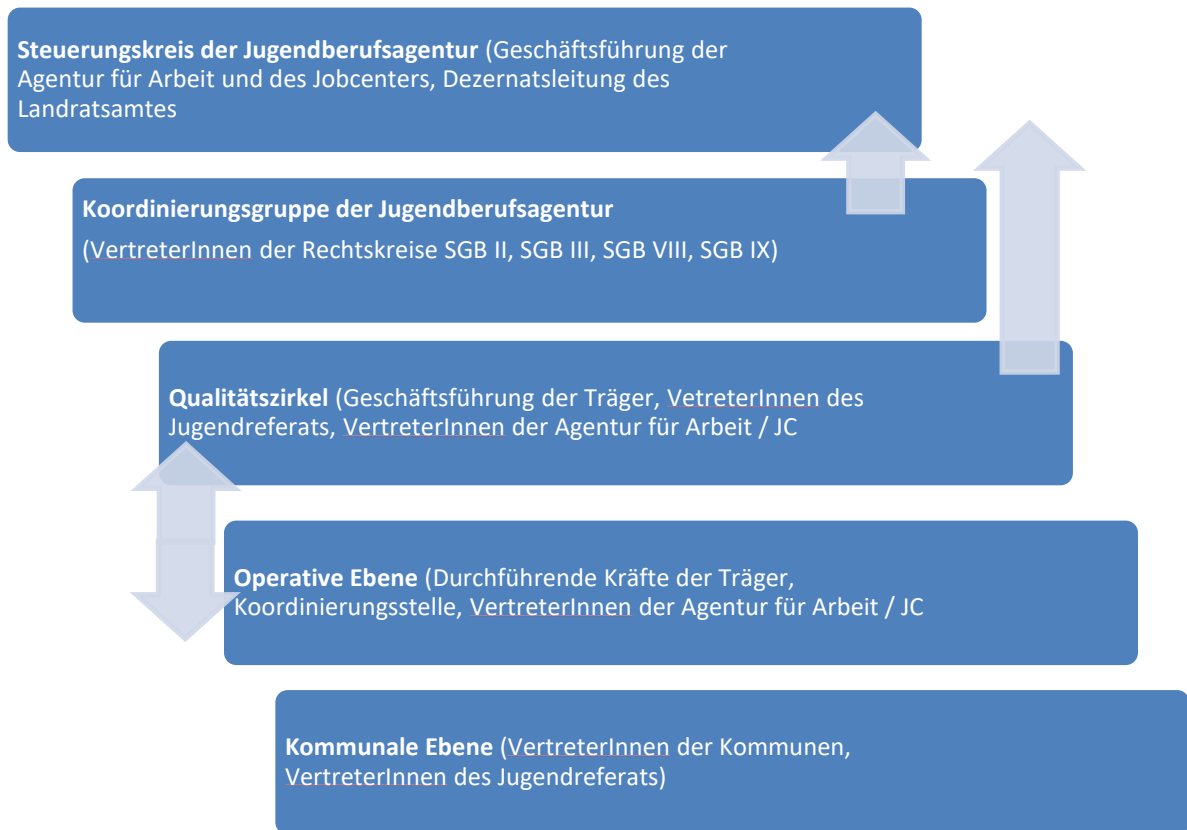 Steuerungskreis der Jugendberufsagentur (Geschäftsführung der
Agentur für Arbeit und des Jobcenters, Dezernatsleitung des
Landratsamtes
Koordinierungsgruppe der Jugendberufsagentur
(VertreterInnen der Rechtskreise SGB II, SGB III, SGB VIII, SGB IX)
Qualitätszirkel (Geschäftsführung der Träger, VetreterInnen des
Jugendreferats, VertreterInnen der Agentur für Arbeit / JC
Operative Ebene (Durchführende Kräfte der Träger,
Koordinierungsstelle, VertreterInnen der Agentur für Arbeit / JC
Kommunale Ebene (VertreterInnen der Kommunen,
VertreterInnen des Jugendreferats)